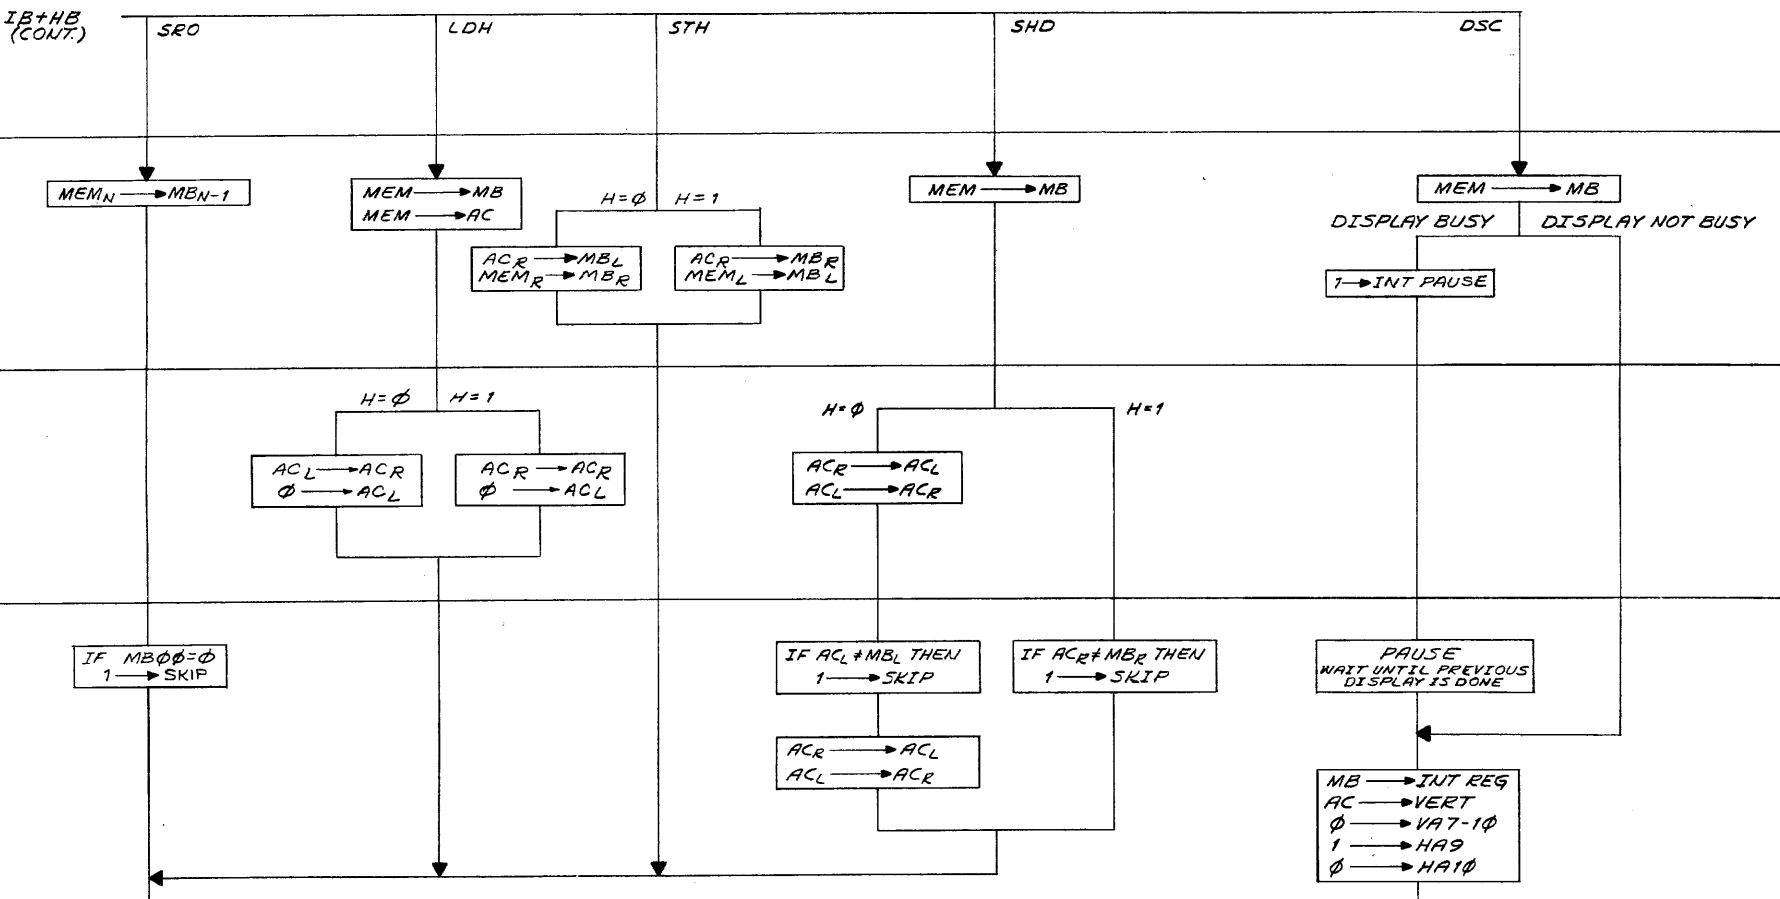 IB+HB
(CONT.)
SRO
LDH
STH
SHD
DSC
MEMN → MBN-1
MEM → MB
MEM → AC
H=φ H=1
ACR → MBL
MEMR → MBR
ACR → MBR
MEML → MBL
MEM → MB
MEM → MB
DISPLAY BUSY
DISPLAY NOT BUSY
1 → INT PAUSE
H=φ H=1
ACL → ACR
φ → ACL
ACR → ACR
φ → ACL
H=φ
H=1
ACR → ACL
ACL → ACR
IF MBφφ=φ
1 → SKIP
IF ACL ≠ MBL THEN
1 → SKIP
IF ACR ≠ MBR THEN
1 → SKIP
ACR → ACL
ACL → ACR
PAUSE
WAIT UNTIL PREVIOUS
DISPLAY IS DONE
MB → INT REG
AC → VERT
φ → VA7-1φ
1 → HA9
φ → HA1φ